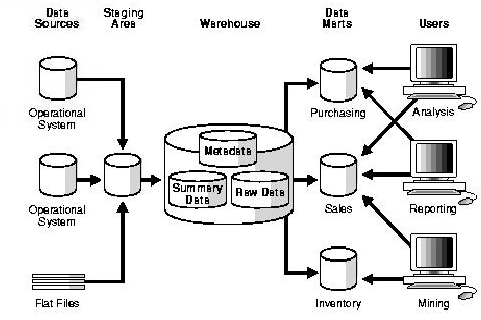 Data
Sources
Staging
Area
Warehouse
Data
Marts
Users
Operational
System
Purchasing
Analysis
Metadata
Operational
System
Summary
Data
Raw Data
Sales
Reporting
Flat Files
Inventory
Mining